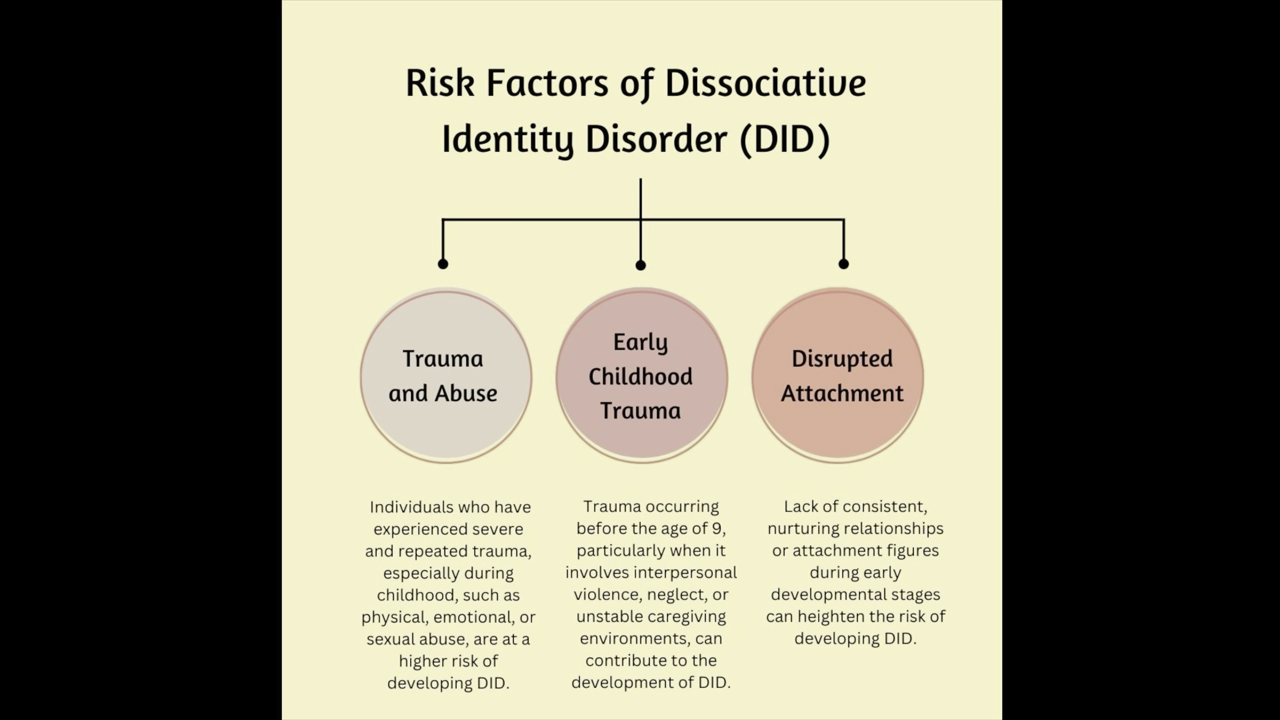 Risk Factors of Dissociative
Identity Disorder (DID)
Trauma
and Abuse
Early
Childhood
Trauma
Disrupted
Attachment
Individuals who have
experienced severe
and repeated trauma,
especially during
childhood, such as
physical, emotional, or
sexual abuse, are at a
higher risk of
developing DID.
Trauma occurring
before the age of 9,
particularly when it
involves interpersonal
violence, neglect, or
unstable caregiving
environments, can
contribute to the
development of DID.
Lack of consistent,
nurturing relationships
or attachment figures
during early
developmental stages
can heighten the risk of
developing DID.